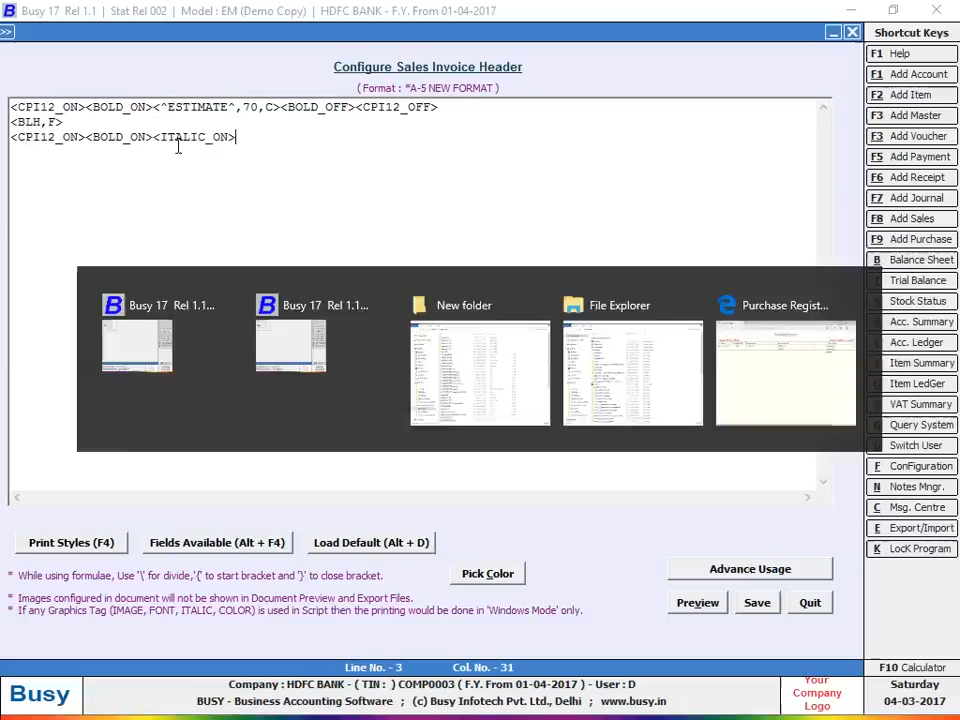 Busy 17 Rel 1.1 | Stat Rel 002 | Model : EM (Demo Copy) | HDFC BANK - F.Y. From 01-04-2017
>>
Configure Sales Invoice Header
( Format : *A-5 NEW FORMAT )
<CPI12_ON><BOLD_ON><^ESTIMATE^,70,C><BOLD_OFF><CPI12_OFF>
<BLH,F>
<CPI12_ON><BOLD_ON><ITALIC_ON>
Busy 17 Rel 1.1...
Busy 17 Rel 1.1...
New folder
File Explorer
Purchase Regist...
Print Styles (F4)
Fields Available (Alt + F4)
Load Default (Alt + D)
* While using formulae, Use '\' for divide,'{' to start bracket and '}' to close bracket.
Pick Color
Advance Usage
* Images configured in document will not be shown in Document Preview and Export Files.
* If any Graphics Tag (IMAGE, FONT, ITALIC, COLOR) is used in Script then the printing would be done in 'Windows Mode' only.
Preview
Save
Quit
Line No. - 3
Col. No. - 31
Shortcut Keys
F1 Help
F1 Add Account
F2 Add Item
F3 Add Master
F3 Add Voucher
F5 Add Payment
F6 Add Receipt
F7 Add Journal
F8 Add Sales
F9 Add Purchase
B Balance Sheet
Trial Balance
Stock Status
Acc. Summary
Acc. Ledger
Item Summary
Item LedGer
VAT Summary
Query System
Switch User
F Configuration
N Notes Mngr.
C Msg. Centre
E Export/Import
K LocK Program
F10 Calculator
Busy
Company : HDFC BANK - ( TIN : ) COMP0003 ( F.Y. From 01-04-2017 ) - User : D
BUSY - Business Accounting Software ; (c) Busy Infotech Pvt. Ltd., Delhi ; www.busy.in
Your
Company
Logo
Saturday
04-03-2017